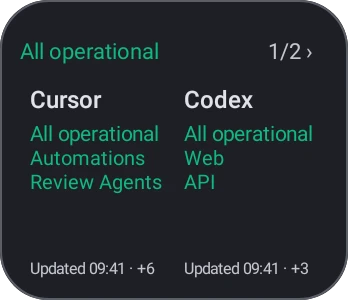 All operational 1/2 ›
Cursor
All operational
Automations
Review Agents
Updated 09:41 · +6
Codex
All operational
Web
API
Updated 09:41 · +3